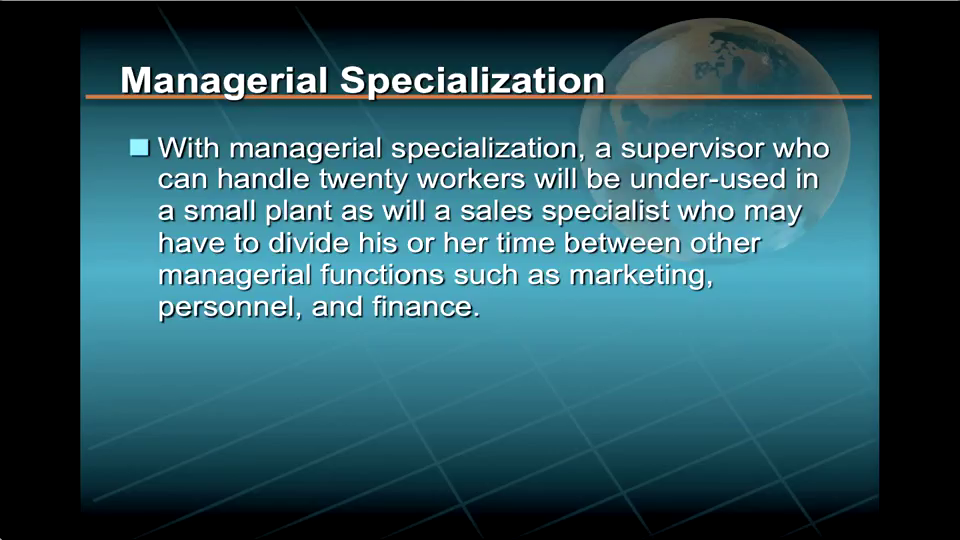 Managerial Specialization
With managerial specialization, a supervisor who
can handle twenty workers will be under-used in
a small plant as will a sales specialist who may
have to divide his or her time between other
managerial functions such as marketing,
personnel, and finance.